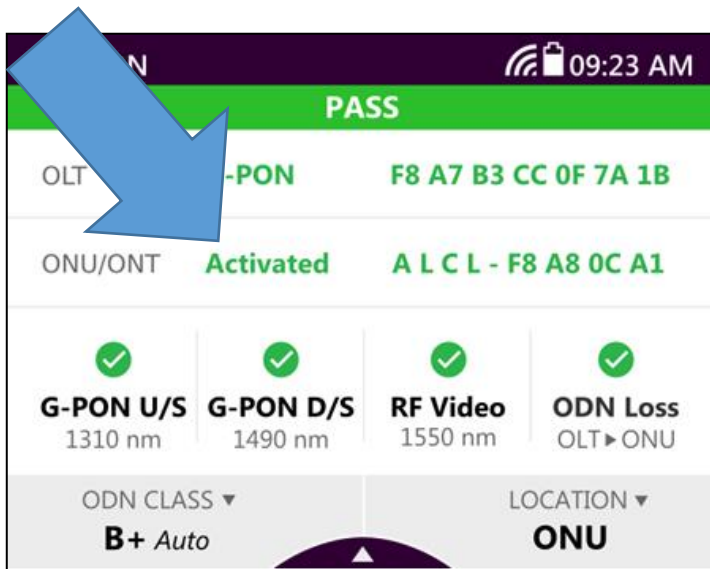 N 09:23 AM
PASS
OLT -PON F8 A7 B3 CC 0F 7A 1B
ONU/ONT Activated A L C L - F8 A8 0C A1
G-PON U/S G-PON D/S RF Video ODN Loss
1310 nm 1490 nm 1550 nm OLT▶ONU
ODN CLASS ▼ LOCATION ▼
B+ Auto ONU